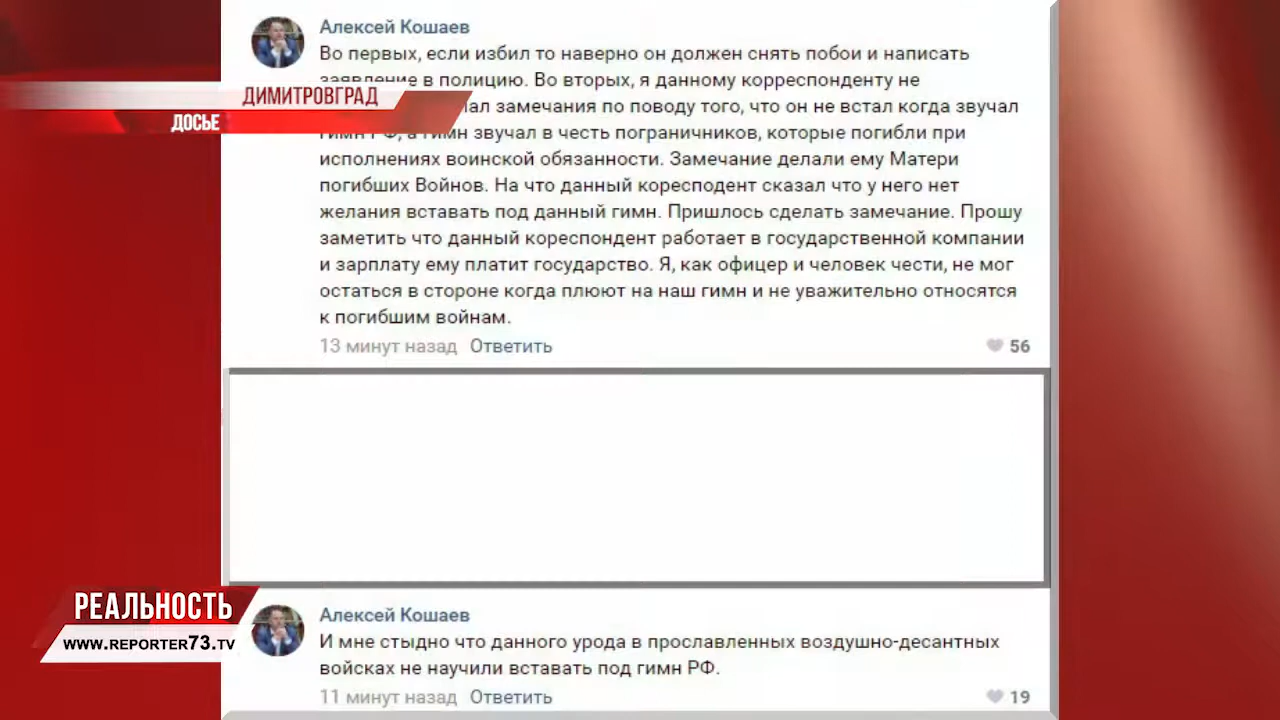 Алексей Кошаев
Во первых, если избил то наверно он должен снять побои и написать
заявление в полицию. Во вторых, я данному корреспонденту не
ДИМИТРОВГРАД
замечания по поводу того, что он не встал когда звучал
ДОСЬЕ
гимн РФ, а гимн звучал в честь пограничников, которые погибли при
исполнениях воинской обязанности. Замечание делали ему Матери
погибших Войнов. На что данный коресподент сказал что у него нет
желания вставать под данный гимн. Пришлось сделать замечание. Прошу
заметить что данный кореспондент работает в государственной компании
и зарплату ему платит государство. Я, как офицер и человек чести, не мог
остаться в стороне когда плюют на наш гимн и не уважительно относятся
к погибшим войнам.
13 минут назад Ответить 56
РЕАЛЬНОСТЬ
www.REPORTER73.TV
Алексей Кошаев
И мне стыдно что данного урода в прославленных воздушно-десантных
войсках не научили вставать под гимн РФ.
11 минут назад Ответить 19